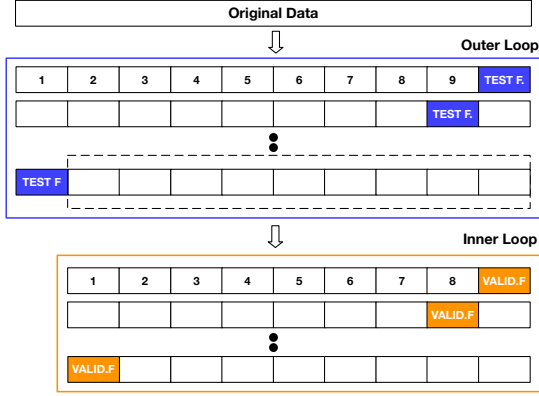 Original Data
Outer Loop
1 2 3 4 5 6 7 8 9 TEST F.
TEST F.
TEST F
Inner Loop
1 2 3 4 5 6 7 8 VALID.F
VALID.F
VALID.F